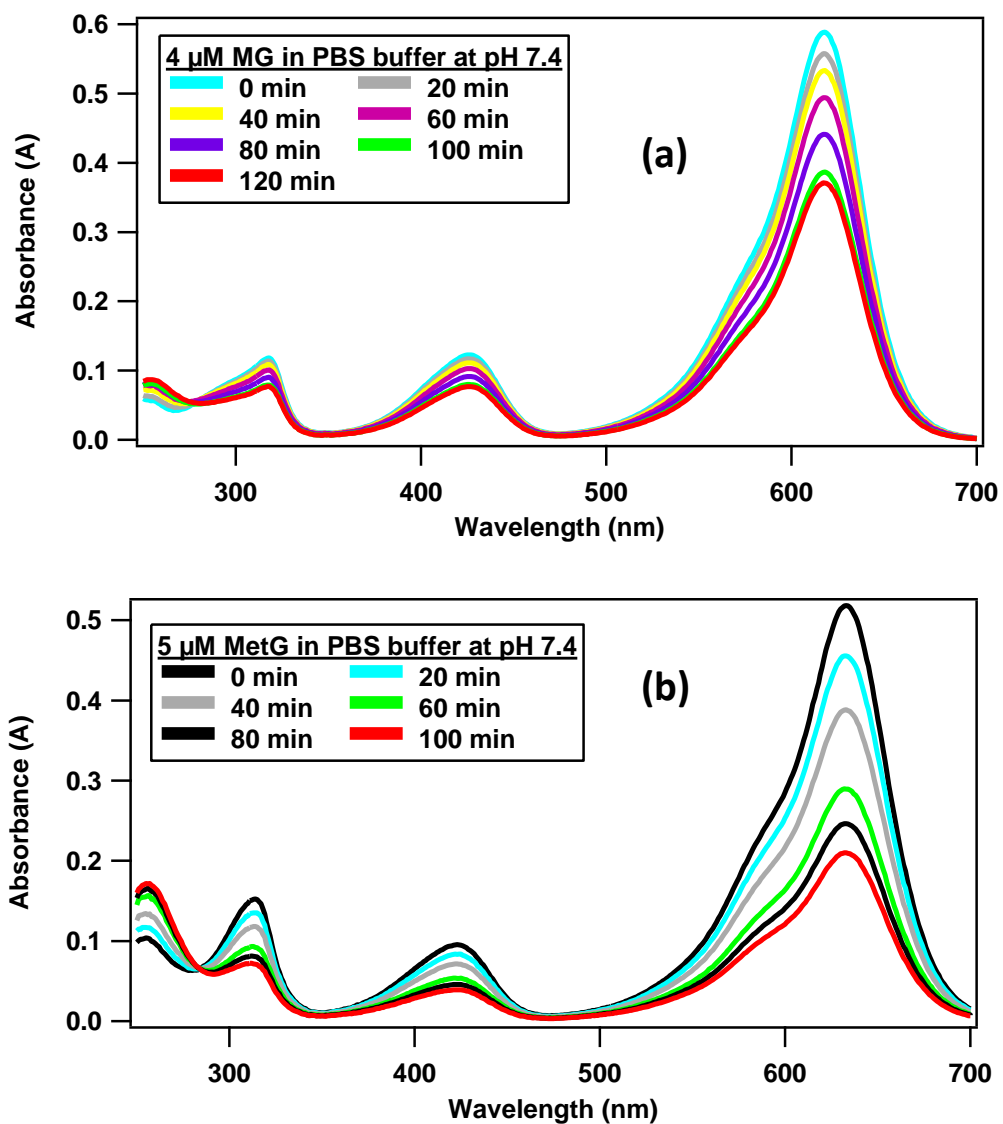 0.6
0.5
0.4
0.3
0.2
0.1
0.0
Absorbance (A)
4 µM MG in PBS buffer at pH 7.4
0 min 20 min
40 min 60 min
80 min 100 min
120 min
(a)
300 400 500 600 700
Wavelength (nm)
0.5
0.4
0.3
0.2
0.1
0.0
Absorbance (A)
5 µM MetG in PBS buffer at pH 7.4
0 min 20 min
40 min 60 min
80 min 100 min
(b)
300 400 500 600 700
Wavelength (nm)